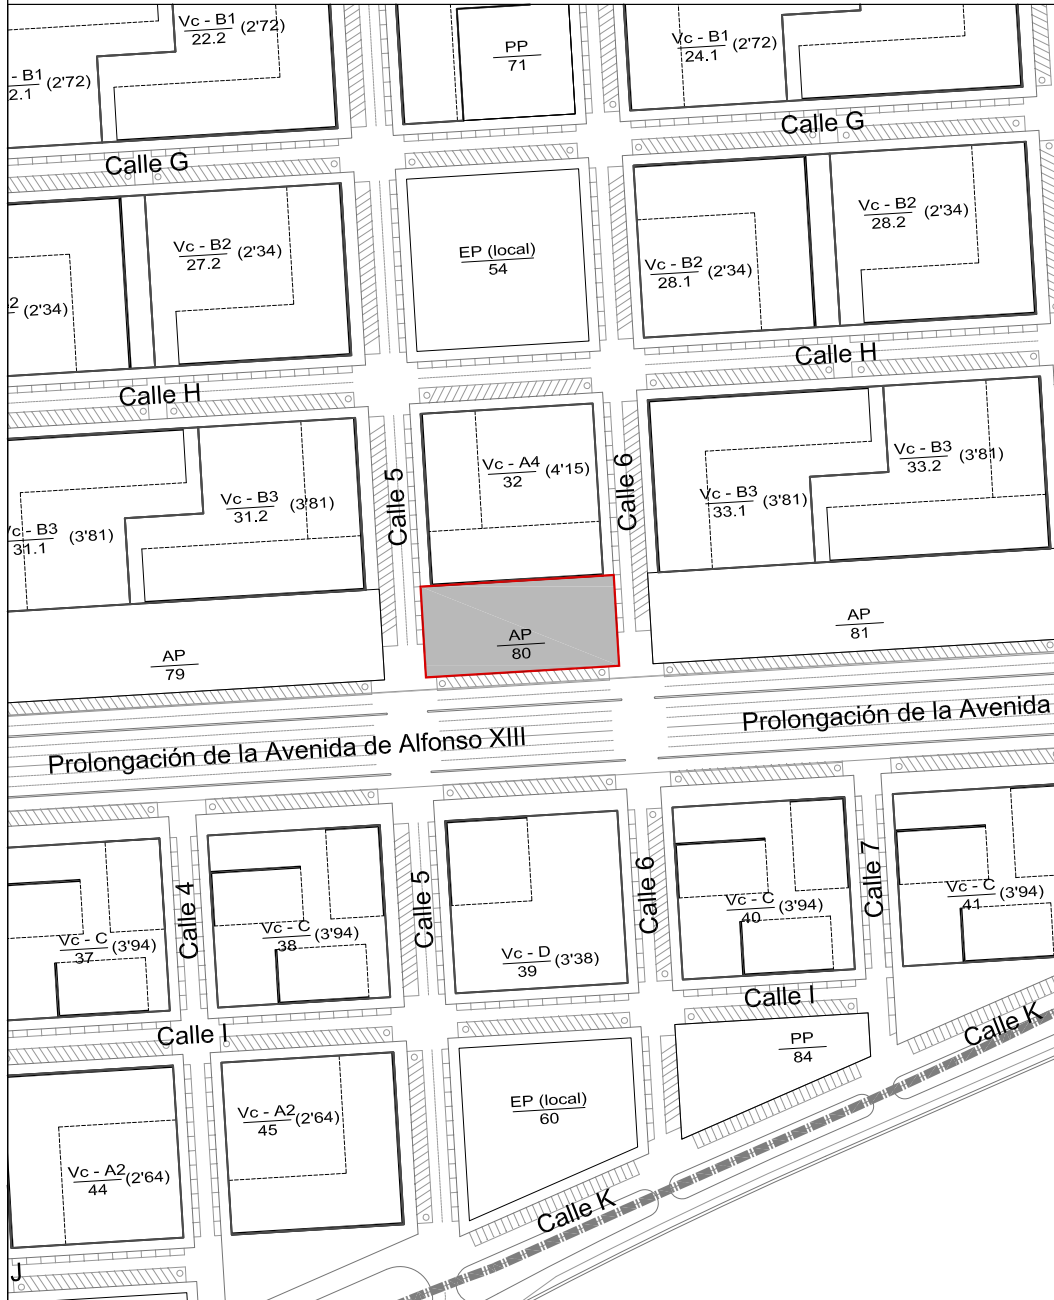 Vc - B1 (2'72)
22.2
- B1 (2'72)
2.1
PP
71
Vc - B1 (2'72)
24.1
Calle G
Calle G
Vc - B2 (2'34)
27.2
2 (2'34)
EP (local)
54
Vc - B2 (2'34)
28.1
Vc - B2 (2'34)
28.2
Calle H
Calle H
Vc - B3 (3'81)
31.1
Vc - B3 (3'81)
31.2
Calle 5
Vc - A4 (4'15)
32
Calle 6
Vc - B3 (3'81)
33.1
Vc - B3 (3'81)
33.2
AP
79
AP
80
AP
81
Prolongación de la Avenida de Alfonso XIII
Prolongación de la Avenida
Vc - C (3'94)
37
Calle 4
Vc - C (3'94)
38
Calle 5
Vc - D (3'38)
39
Calle 6
Vc - C (3'94)
40
Calle 7
Vc - C (3'94)
41
Calle I
Calle I
Calle K
PP
84
Vc - A2 (2'64)
44
Vc - A2 (2'64)
45
EP (local)
60
Calle K
J